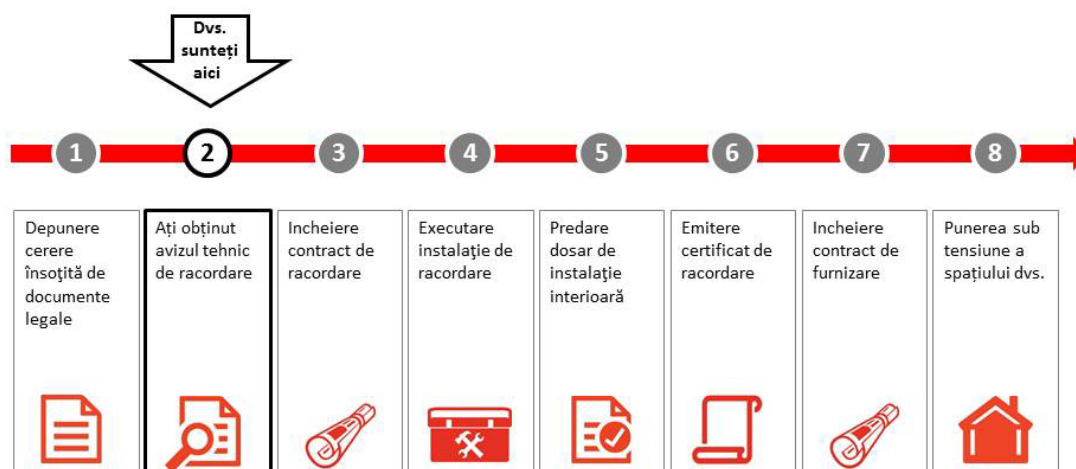 Dvs.
sunteți
aici
1
2
3
4
5
6
7
8
Depunere
cerere
însoţită de
documente
legale
Ați obținut
avizul tehnic
de racordare
Incheiere
contract de
racordare
Executare
instalaţie de
racordare
Predare
dosar de
instalație
interioară
Emitere
certificat de
racordare
Incheiere
contract de
furnizare
Punerea sub
tensiune a
spațiului dvs.